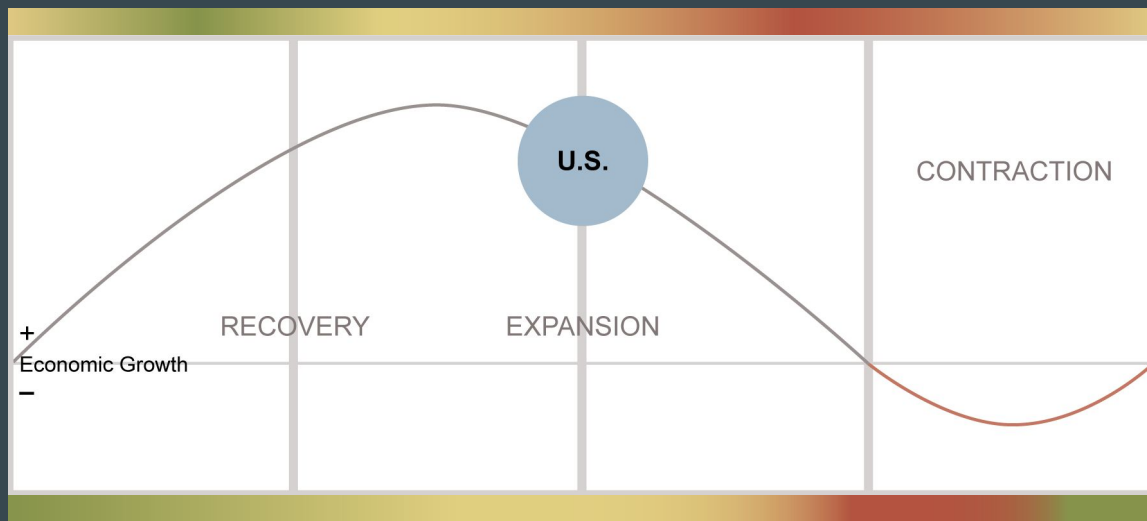 U.S.
CONTRACTION
RECOVERY
EXPANSION
+
Economic Growth
–